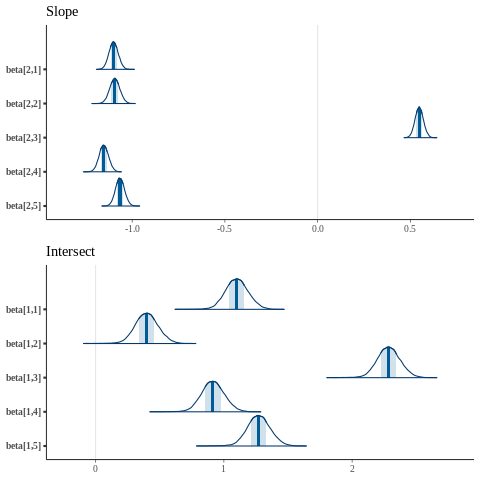 Slope
beta[2,1]
beta[2,2]
beta[2,3]
beta[2,4]
beta[2,5]
-1.0 -0.5 0.0 0.5
Intersect
beta[1,1]
beta[1,2]
beta[1,3]
beta[1,4]
beta[1,5]
0 1 2